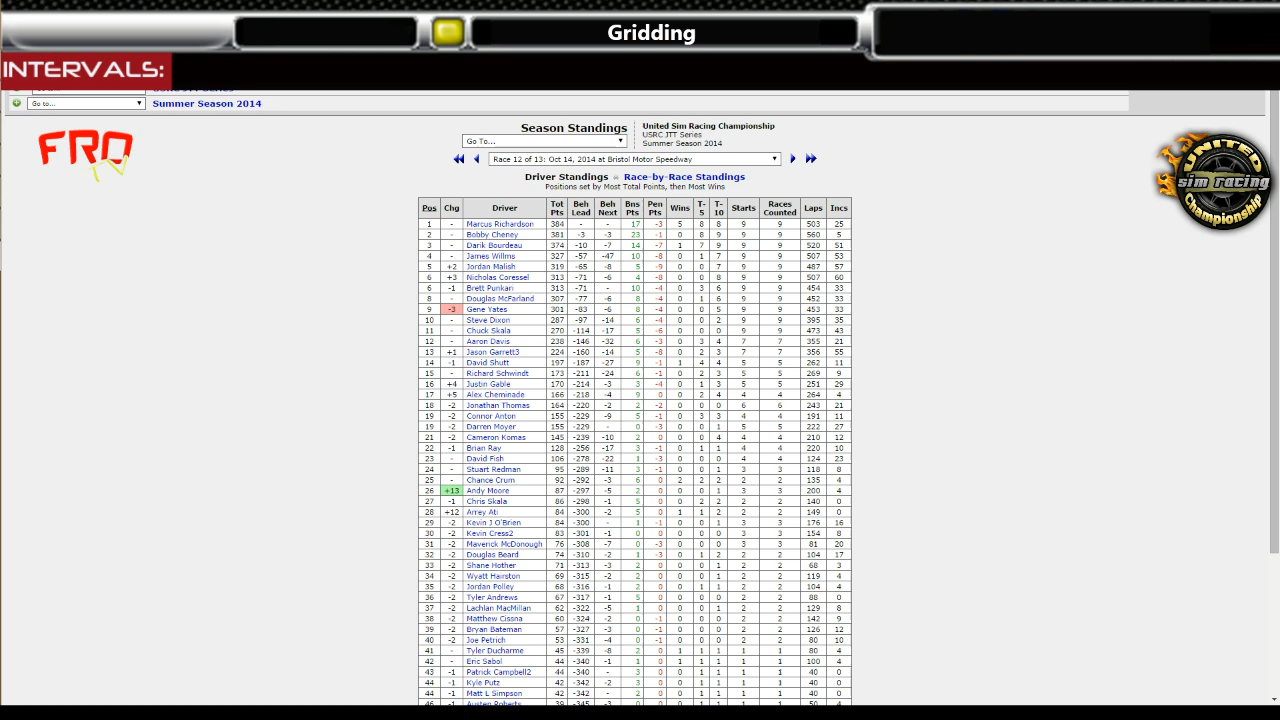 Gridding
INTERVALS:
Go to...
Summer Season 2014
FRO
TV
Season Standings
Go To...
United Sim Racing Championship
USRC JTT Series
Summer Season 2014
UNITED
sim racing
Championship
Race 12 of 13: Oct 14, 2014 at Bristol Motor Speedway
Driver Standings = Race-by-Race Standings
Positions set by Most Total Points, then Most Wins
Pos Chg Driver Tot Pts Beh Lead Beh Next Bns Pts Pen Pts Wins T-5 T-10 Starts Races Counted Laps Incs
1 - Marcus Richardson 384 - - 17 -3 5 8 8 9 9 503 25
2 - Bobby Cheney 381 -3 -3 23 -1 0 8 9 9 9 560 5
3 - Darik Bourdeau 374 -10 -7 14 -7 1 7 9 9 9 520 51
4 - James Willms 327 -57 -47 10 -8 0 1 7 9 9 507 53
5 +2 Jordan Malish 319 -65 -8 5 -9 0 0 7 9 9 487 57
6 +3 Nicholas Coressel 313 -71 -6 4 -8 0 0 8 9 9 507 60
6 -1 Brett Punkari 313 -71 - 10 -4 0 3 6 9 9 454 33
8 - Douglas McFarland 307 -77 -6 8 -4 0 1 6 9 9 452 33
9 -3 Gene Yates 301 -83 -6 8 -4 0 0 5 9 9 453 33
10 - Steve Dixon 287 -97 -14 6 -4 0 0 2 9 9 395 35
11 - Chuck Skala 270 -114 -17 5 -6 0 0 0 9 9 473 43
12 - Aaron Davis 238 -146 -32 6 -3 0 3 4 7 7 355 21
13 +1 Jason Garrett3 224 -160 -14 5 -8 0 2 3 7 7 356 55
14 -1 David Shutt 197 -187 -27 9 -1 1 4 4 5 5 262 11
15 - Richard Schwindt 173 -211 -24 6 -1 0 2 3 5 5 269 9
16 +4 Justin Gable 170 -214 -3 3 -4 0 1 3 5 5 251 29
17 +5 Alex Cheminade 166 -218 -4 9 0 0 2 4 4 4 264 4
18 -2 Jonathan Thomas 164 -220 -2 2 -2 0 0 0 6 6 243 21
19 -2 Connor Anton 155 -229 -9 5 -1 0 3 3 4 4 191 11
19 -2 Darren Moyer 155 -229 - 0 -3 0 0 1 5 5 222 27
21 -2 Cameron Komas 145 -239 -10 2 0 0 0 4 4 4 210 12
22 -1 Brian Ray 128 -256 -17 3 -1 0 1 1 4 4 220 10
23 - David Fish 106 -278 -22 1 -3 0 0 0 4 4 124 23
24 - Stuart Redman 95 -289 -11 3 -1 0 0 0 3 3 118 8
25 - Chance Crum 92 -292 -3 6 0 2 2 2 2 2 135 4
26 +13 Andy Moore 87 -297 -5 2 0 0 0 1 3 3 200 4
27 -1 Chris Skala 86 -298 -1 5 0 0 2 2 2 2 140 0
28 +12 Arrey Ati 84 -300 -2 5 0 1 1 2 2 2 149 0
29 -2 Kevin J O'Brien 84 -300 - 1 -1 0 0 1 3 3 176 16
30 -2 Kevin Cress2 83 -301 -1 0 0 0 0 0 3 3 154 8
31 -2 Maverick McDonough 76 -308 -7 0 -3 0 0 1 3 3 81 20
32 -2 Douglas Beard 74 -310 -2 1 -3 0 1 2 2 2 104 17
33 -2 Shane Hother 71 -313 -3 2 0 0 0 1 2 2 68 3
34 -2 Wyatt Hairston 69 -315 -2 2 0 0 0 1 2 2 119 4
35 -2 Jordan Polley 68 -316 -1 2 0 0 1 1 2 2 104 4
36 -2 Tyler Andrews 67 -317 -1 5 0 0 0 0 2 2 88 0
37 -2 Lachlan MacMillan 62 -322 -5 1 0 0 0 1 2 2 129 8
38 -2 Matthew Cissna 60 -324 -2 0 -1 0 0 0 2 2 142 9
39 -2 Bryan Bateman 57 -327 -3 0 -1 0 0 0 2 2 126 12
40 -2 Joe Petrich 53 -331 -4 0 -1 0 0 0 2 2 80 10
41 - Tyler Ducharme 45 -339 -8 2 0 1 1 1 1 1 80 4
42 - Eric Sabol 44 -340 -1 1 0 1 1 1 1 1 100 4
43 -1 Patrick Campbell2 44 -340 - 3 0 0 1 1 1 1 40 0
44 -1 Kyle Putz 42 -342 -2 3 0 0 1 1 1 1 40 0
44 -1 Matt L Simpson 42 -342 - 2 0 0 1 1 1 1 40 0
46 -1 Austen Roberts 39 -345 -3 0 0 0 1 1 1 1 50 4